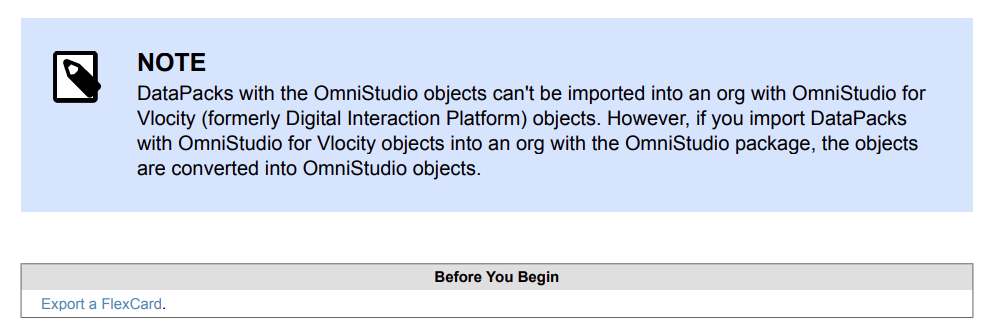 NOTE
DataPacks with the OmniStudio objects can't be imported into an org with OmniStudio for
Vlocity (formerly Digital Interaction Platform) objects. However, if you import DataPacks
with OmniStudio for Vlocity objects into an org with the OmniStudio package, the objects
are converted into OmniStudio objects.
Before You Begin
Export a FlexCard.